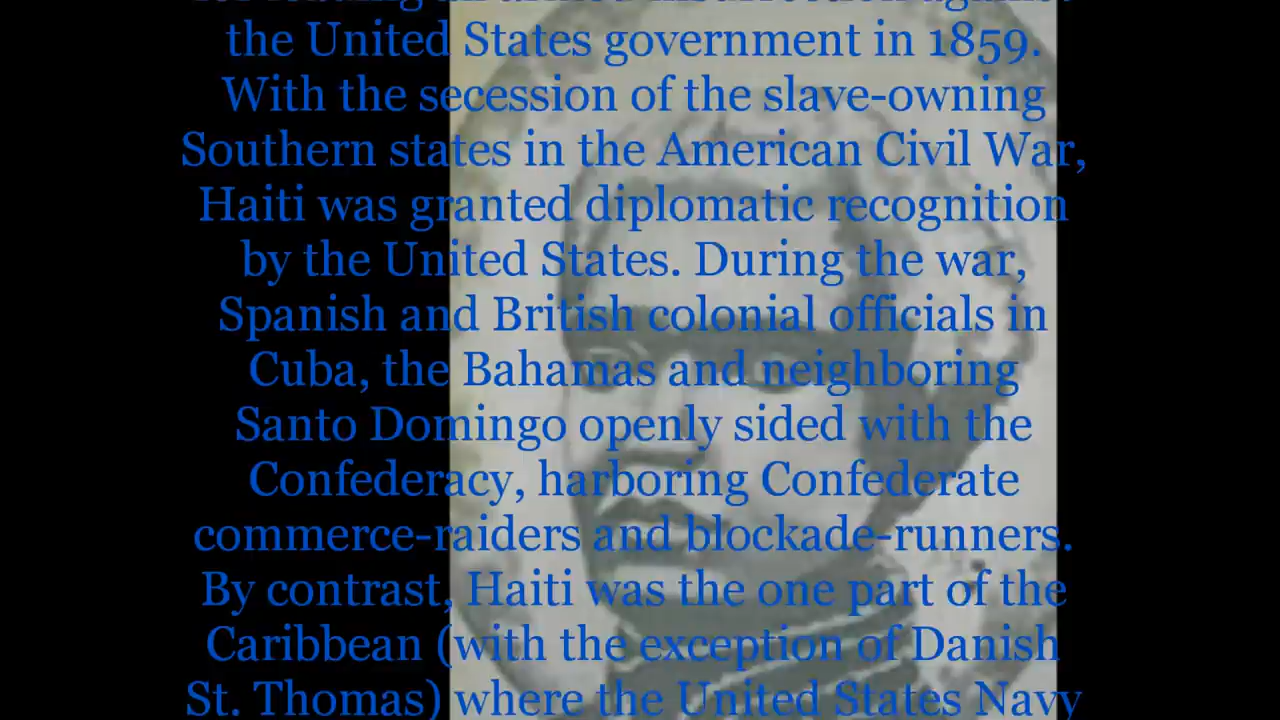 the United States government in 1859.
With the secession of the slave-owning
Southern states in the American Civil War,
Haiti was granted diplomatic recognition
by the United States. During the war,
Spanish and British colonial officials in
Cuba, the Bahamas and neighboring
Santo Domingo openly sided with the
Confederacy, harboring Confederate
commerce-raiders and blockade-runners.
By contrast, Haiti was the one part of the
Caribbean (with the exception of Danish
St. Thomas) where the United States Navy